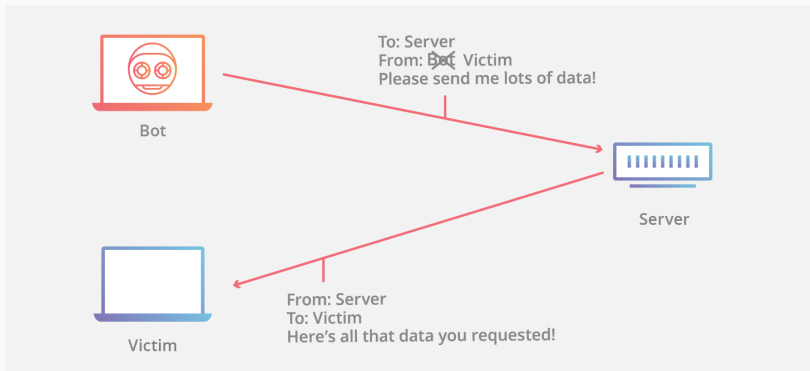 To: Server
From: Bot Victim
Please send me lots of data!
Bot
Server
From: Server
To: Victim
Here's all that data you requested!
Victim